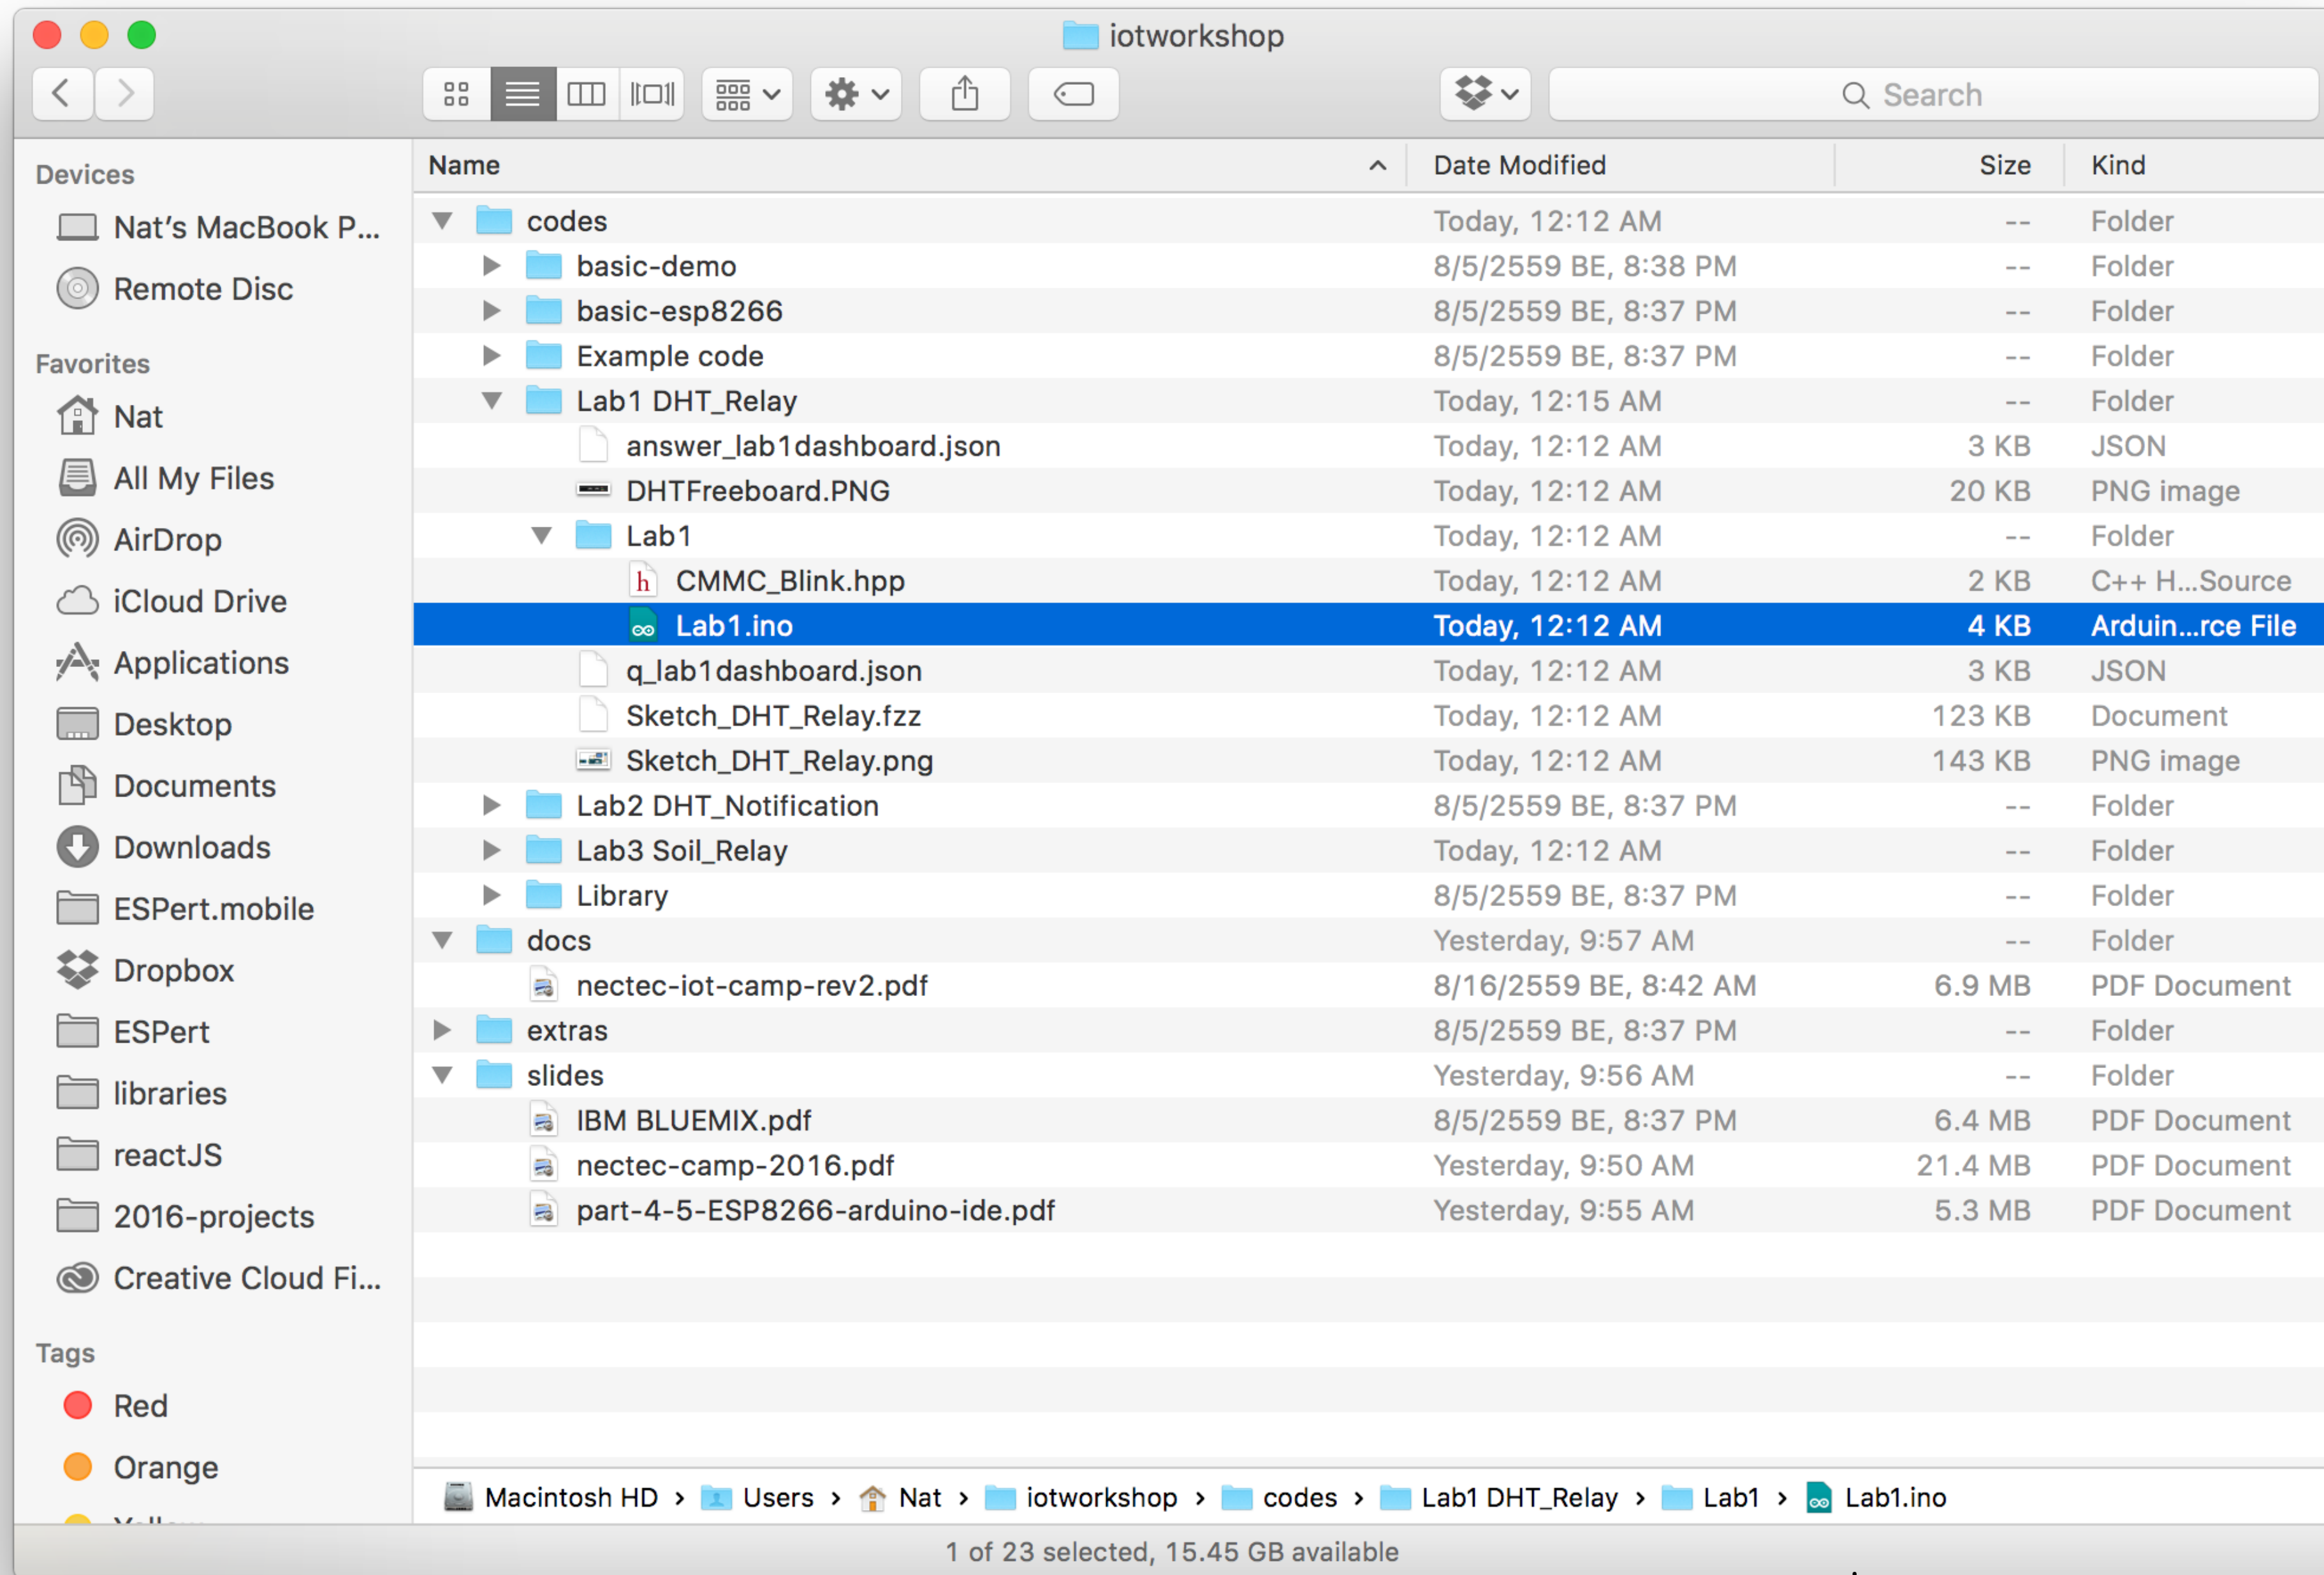 iotworkshop
Search
Devices
Nat’s MacBook P...
Remote Disc
Favorites
Nat
All My Files
AirDrop
iCloud Drive
Applications
Desktop
Documents
Downloads
ESPert.mobile
Dropbox
ESPert
libraries
reactJS
2016-projects
Creative Cloud Fi...
Tags
Red
Orange
Name Date Modified Size Kind
codes Today, 12:12 AM -- Folder
basic-demo 8/5/2559 BE, 8:38 PM -- Folder
basic-esp8266 8/5/2559 BE, 8:37 PM -- Folder
Example code 8/5/2559 BE, 8:37 PM -- Folder
Lab1 DHT_Relay Today, 12:15 AM -- Folder
answer_lab1dashboard.json Today, 12:12 AM 3 KB JSON
DHTFreeboard.PNG Today, 12:12 AM 20 KB PNG image
Lab1 Today, 12:12 AM -- Folder
CMMC_Blink.hpp Today, 12:12 AM 2 KB C++ H...Source
Lab1.ino Today, 12:12 AM 4 KB Arduin...rce File
q_lab1dashboard.json Today, 12:12 AM 3 KB JSON
Sketch_DHT_Relay.fzz Today, 12:12 AM 123 KB Document
Sketch_DHT_Relay.png Today, 12:12 AM 143 KB PNG image
Lab2 DHT_Notification 8/5/2559 BE, 8:37 PM -- Folder
Lab3 Soil_Relay Today, 12:12 AM -- Folder
Library 8/5/2559 BE, 8:37 PM -- Folder
docs Yesterday, 9:57 AM -- Folder
nectec-iot-camp-rev2.pdf 8/16/2559 BE, 8:42 AM 6.9 MB PDF Document
extras 8/5/2559 BE, 8:37 PM -- Folder
slides Yesterday, 9:56 AM -- Folder
IBM BLUEMIX.pdf 8/5/2559 BE, 8:37 PM 6.4 MB PDF Document
nectec-camp-2016.pdf Yesterday, 9:50 AM 21.4 MB PDF Document
part-4-5-ESP8266-arduino-ide.pdf Yesterday, 9:55 AM 5.3 MB PDF Document
Macintosh HD › Users › Nat › iotworkshop › codes › Lab1 DHT_Relay › Lab1 › Lab1.ino
1 of 23 selected, 15.45 GB available